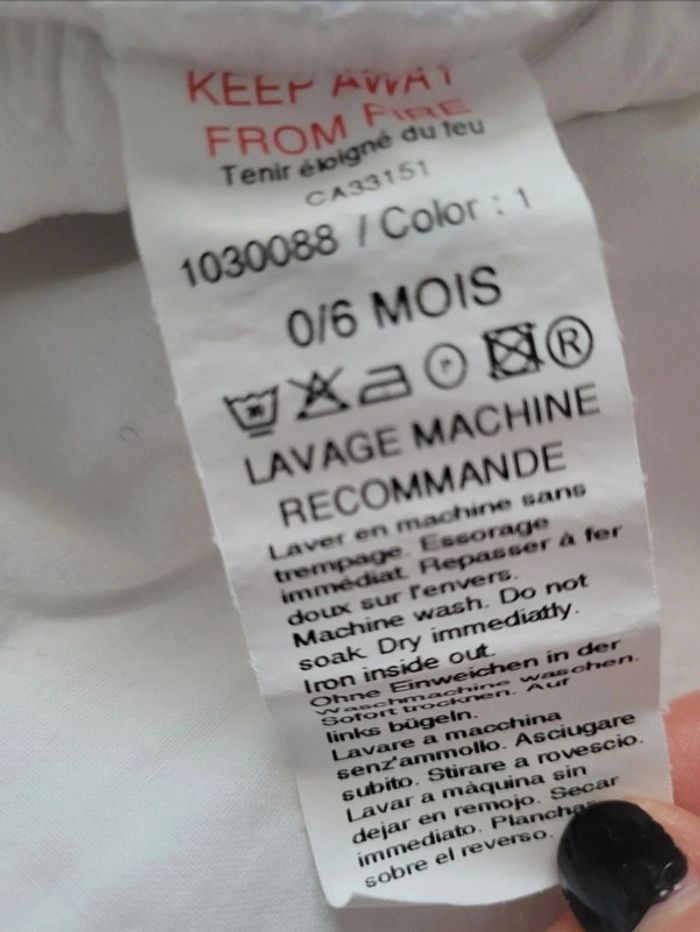 KEEP AWAY
FROM FIRE
Tenir éloigné du feu
CA33151
1030088 / Color : 1
0/6 MOIS
LAVAGE MACHINE
RECOMMANDE
Laver en machine sans
trempage. Essorage
immédiat. Repasser à fer
doux sur l'envers.
Machine wash. Do not
soak. Dry immediatly.
Iron inside out.
Ohne Einweichen in der
Waschmachine waschen.
Sofort trocknen. Auf
links bügeln.
Lavare a macchina
senz'ammollo. Asciugare
subito. Stirare a rovescio.
Lavar a màquina sin
dejar en remojo. Secar
immediato. Planchar
sobre el reverso.